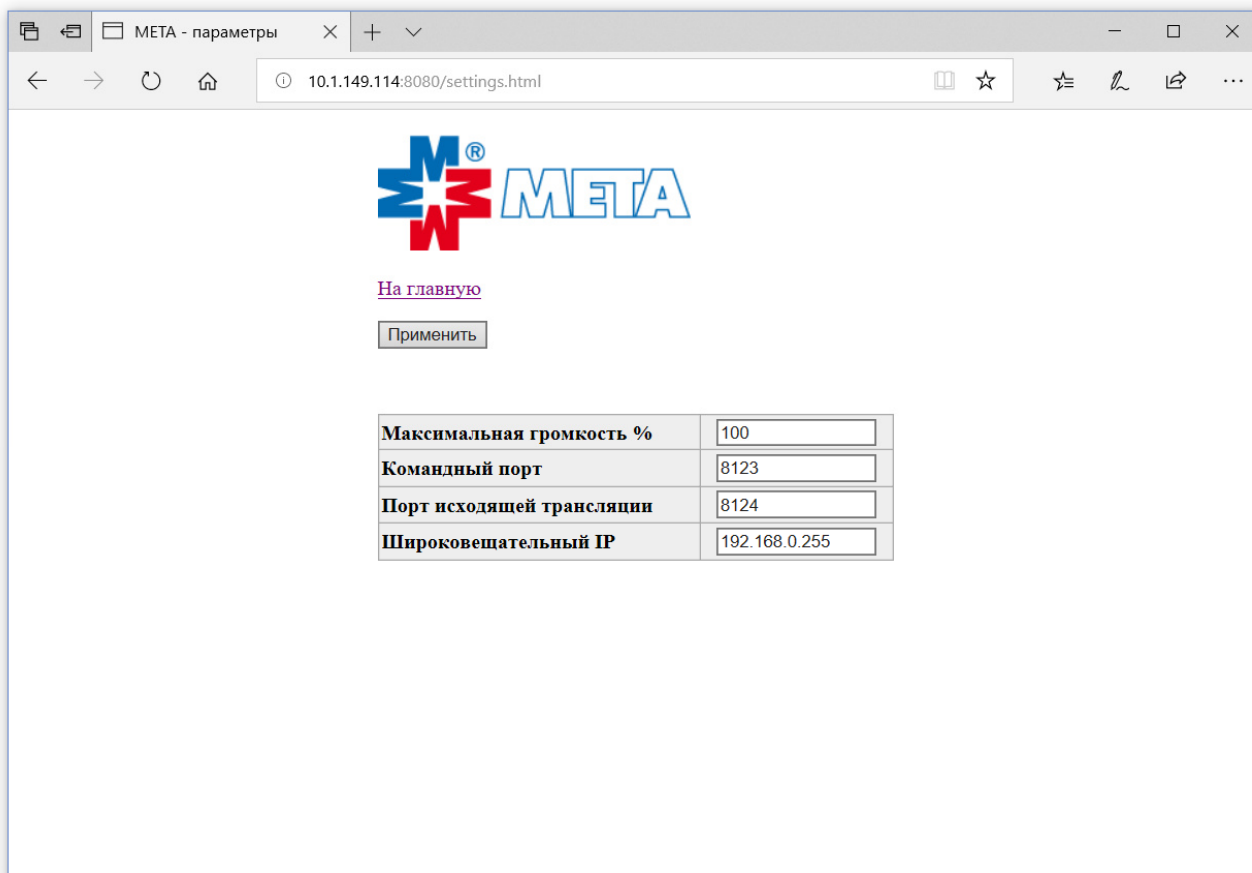 META - параметры
10.1.149.114:8080/settings.html
МЕТА
®
На главную
Применить
Максимальная громкость % 100
Командный порт 8123
Порт исходящей трансляции 8124
Широковещательный IP 192.168.0.255